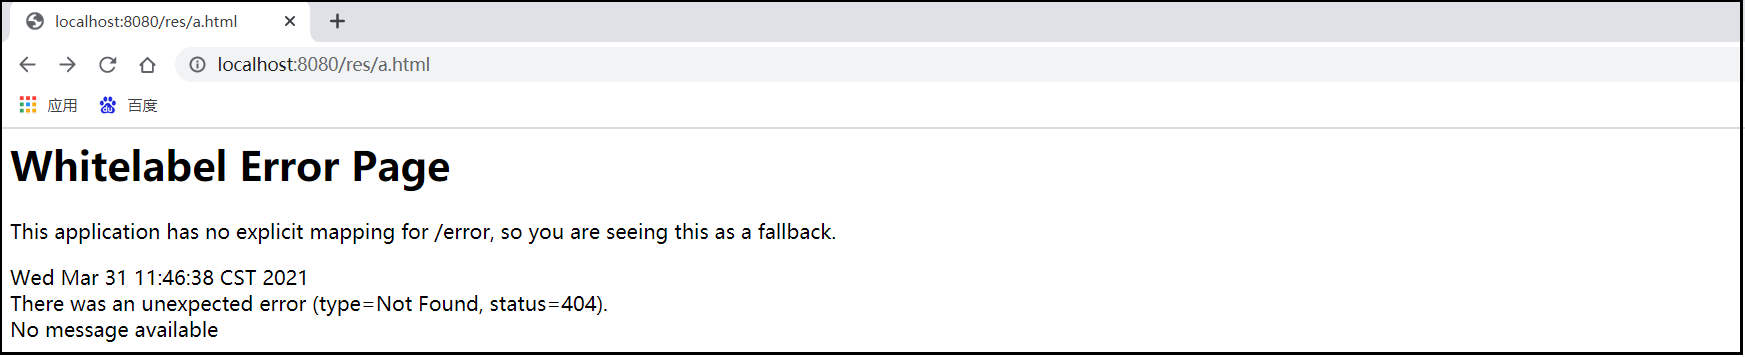 localhost:8080/res/a.html
localhost:8080/res/a.html
应用 百度
Whitelabel Error Page
This application has no explicit mapping for /error, so you are seeing this as a fallback.
Wed Mar 31 11:46:38 CST 2021
There was an unexpected error (type=Not Found, status=404).
No message available